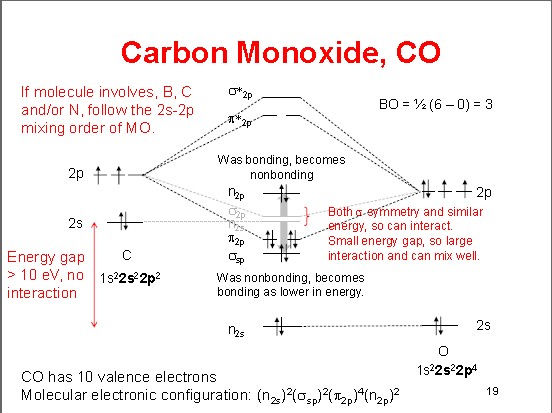 Carbon Monoxide, CO
If molecule involves, B, C
and/or N, follow the 2s-2p
mixing order of MO.
σ*2p
π*2p
BO = ½ (6 – 0) = 3
Was bonding, becomes
nonbonding
2p
n2p
2p
σ2p
n2s
Both σ symmetry and similar
energy, so can interact.
Small energy gap, so large
interaction and can mix well.
2s
π2p
σsp
Energy gap
> 10 eV, no
interaction
C
1s²2s²2p²
Was nonbonding, becomes
bonding as lower in energy.
n2s
2s
O
1s²2s²2p⁴
CO has 10 valence electrons
Molecular electronic configuration: (n2s)²(σsp)²(π2p)⁴(n2p)²
19